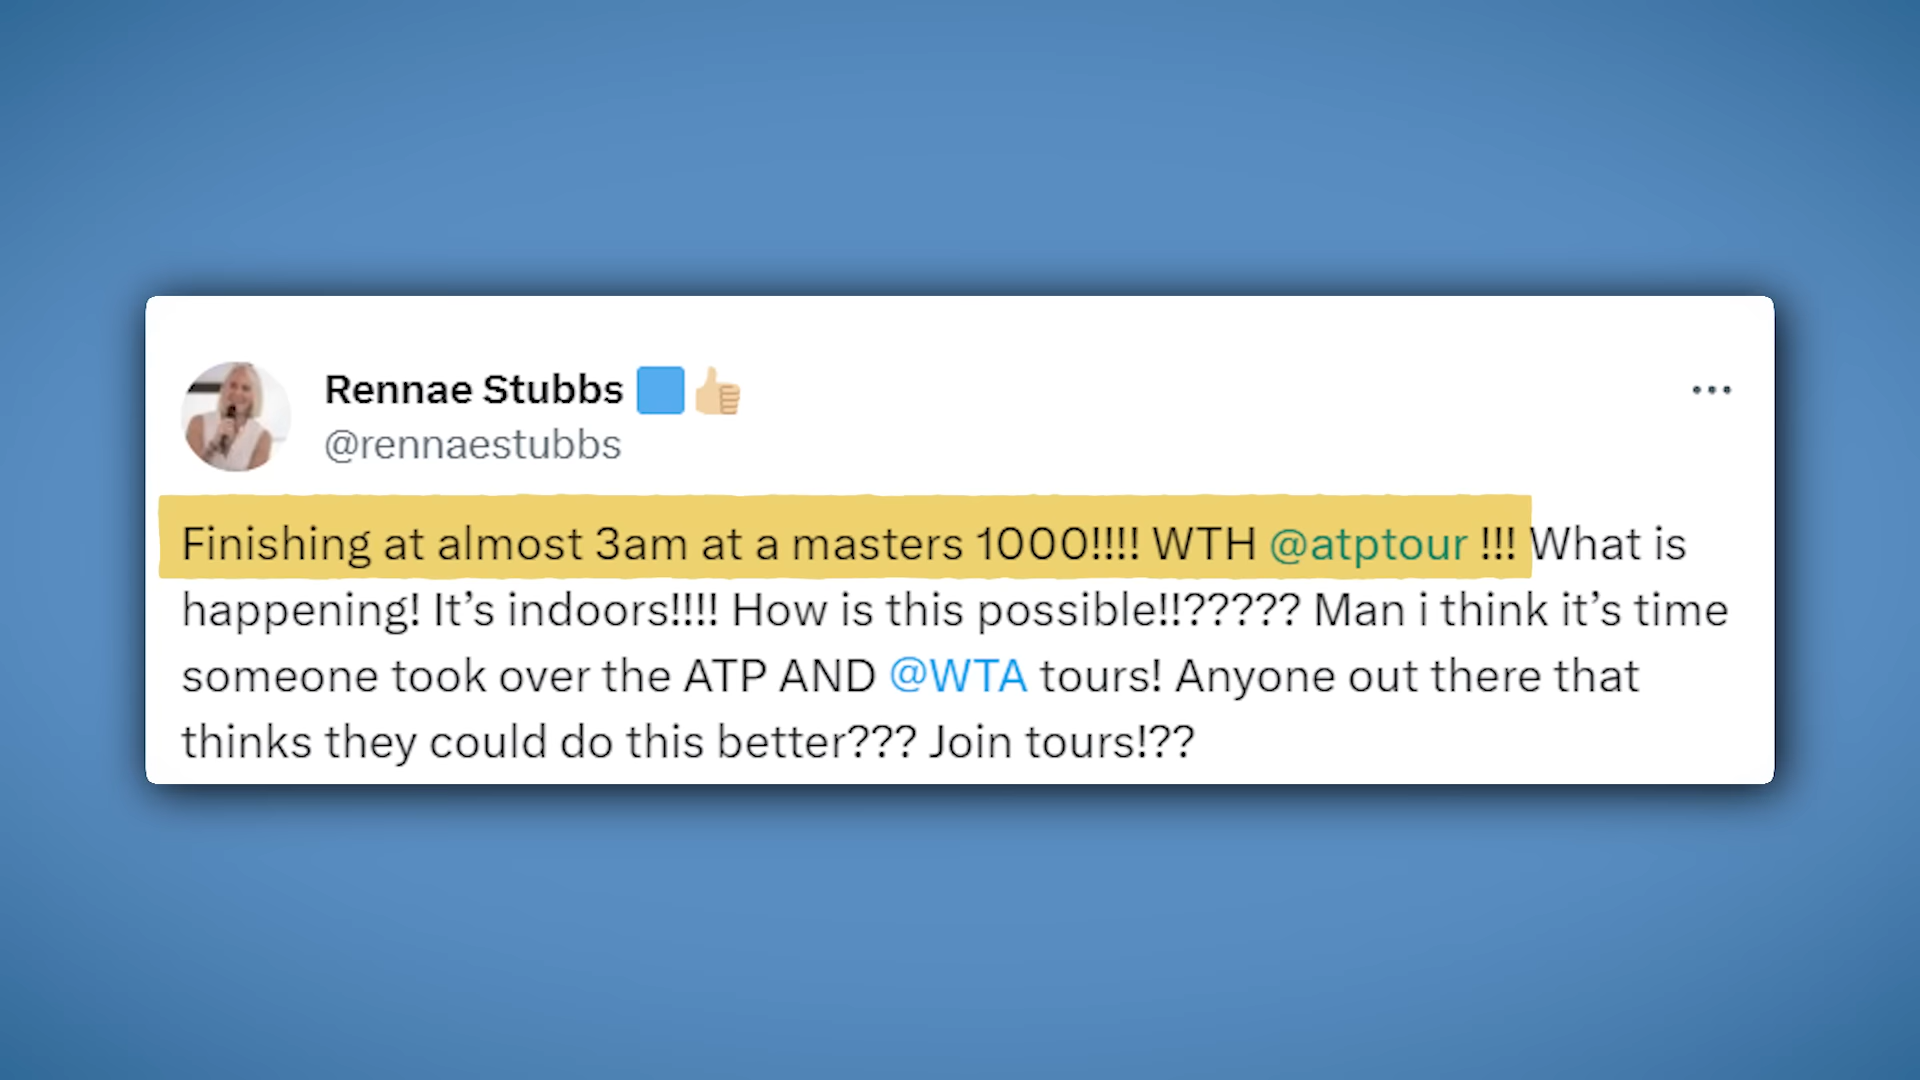 Rennae Stubbs
@rennaestubbs
Finishing at almost 3am at a masters 1000!!!! WTH @atptour !!! What is
happening! It’s indoors!!!! How is this possible!!????? Man i think it’s time
someone took over the ATP AND @WTA tours! Anyone out there that
thinks they could do this better??? Join tours!??